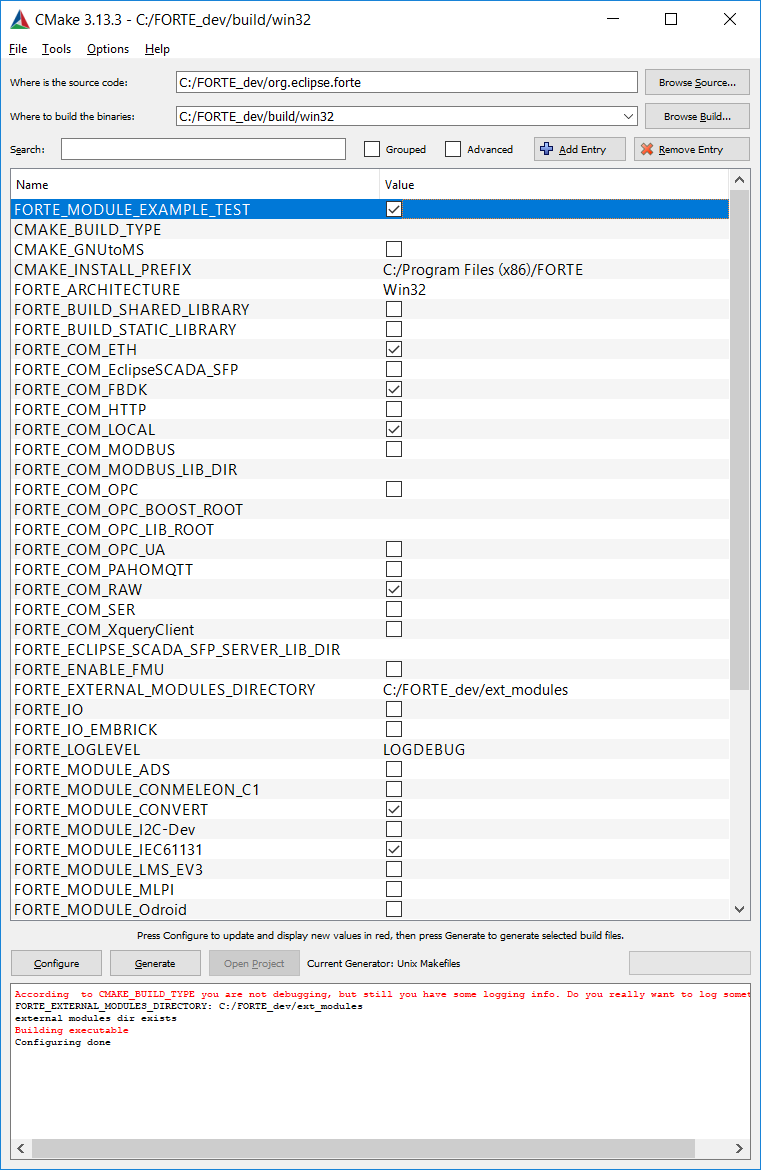 CMake 3.13.3 - C:/FORTE_dev/build/win32
File Tools Options Help
Where is the source code: C:/FORTE_dev/org.eclipse.forte Browse Source...
Where to build the binaries: C:/FORTE_dev/build/win32 Browse Build...
Search: Grouped Advanced Add Entry Remove Entry
Name Value
FORTE_MODULE_EXAMPLE_TEST
CMAKE_BUILD_TYPE
CMAKE_GNUtoMS
CMAKE_INSTALL_PREFIX C:/Program Files (x86)/FORTE
FORTE_ARCHITECTURE Win32
FORTE_BUILD_SHARED_LIBRARY
FORTE_BUILD_STATIC_LIBRARY
FORTE_COM_ETH
FORTE_COM_EclipseSCADA_SFP
FORTE_COM_FBDK
FORTE_COM_HTTP
FORTE_COM_LOCAL
FORTE_COM_MODBUS
FORTE_COM_MODBUS_LIB_DIR
FORTE_COM_OPC
FORTE_COM_OPC_BOOST_ROOT
FORTE_COM_OPC_LIB_ROOT
FORTE_COM_OPC_UA
FORTE_COM_PAHOMQTT
FORTE_COM_RAW
FORTE_COM_SER
FORTE_COM_XqueryClient
FORTE_ECLIPSE_SCADA_SFP_SERVER_LIB_DIR
FORTE_ENABLE_FMU
FORTE_EXTERNAL_MODULES_DIRECTORY C:/FORTE_dev/ext_modules
FORTE_IO
FORTE_IO_EMBRICK
FORTE_LOGLEVEL LOGDEBUG
FORTE_MODULE_ADS
FORTE_MODULE_CONMELEON_C1
FORTE_MODULE_CONVERT
FORTE_MODULE_I2C-Dev
FORTE_MODULE_IEC61131
FORTE_MODULE_LMS_EV3
FORTE_MODULE_MLPI
FORTE_MODULE_Odroid
Press Configure to update and display new values in red, then press Generate to generate selected build files.
Configure Generate Open Project Current Generator: Unix Makefiles
According to CMAKE_BUILD_TYPE you are not debugging, but still you have some logging info. Do you really want to log somet
FORTE_EXTERNAL_MODULES_DIRECTORY: C:/FORTE_dev/ext_modules
external modules dir exists
Building executable
Configuring done